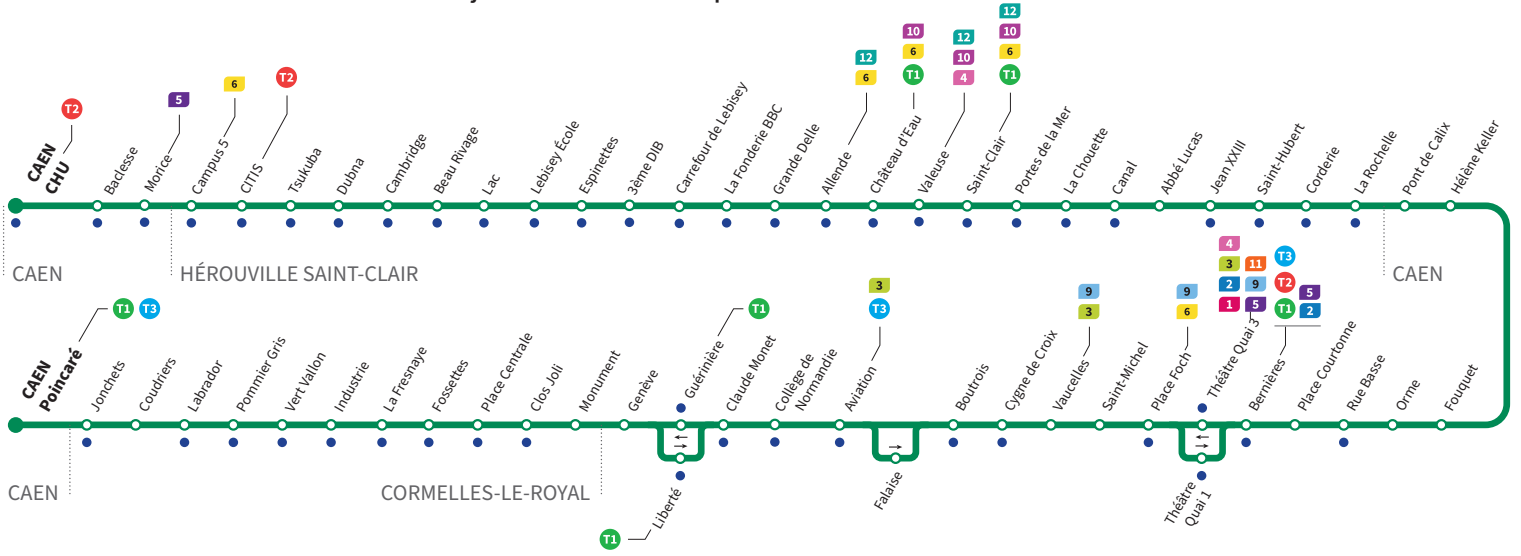 12
10
6
T1
10
6
T1
12
10
4
12
6
T2
6
5
T2
CAEN
CHU
Baclesse
Morice
Campus 5
CITIS
Tsukuba
Dubna
Cambridge
Beau Rivage
Lac
Lebisey École
Espinettes
3ème DIB
Carrefour de Lebisey
La Fonderie BBC
Grande Delle
Allende
Château d'Eau
Valeuse
Saint-Clair
Portes de la Mer
La Chouette
Canal
Abbé Lucas
Jean XXIII
Saint-Hubert
Corderie
La Rochelle
Pont de Calix
Hélène Keller
CAEN
HÉROUVILLE SAINT-CLAIR
CAEN
T1 T3
T1
3
T3
9
3
9
6
4
3 11
2 9
1 5
T3
T2
T1
5
2
CAEN
Poincaré
Jonchets
Coudriers
Labrador
Pommier Gris
Vert Vallon
Industrie
La Fresnaye
Fossettes
Place Centrale
Clos Joli
Monument
Genève
Guérinière
Claude Monet
Collège de
Normandie
Aviation
Boutrois
Cygne de Croix
Vaucelles
Saint-Michel
Place Foch
Théâtre Quai 3
Bernières
Place Courtonne
Rue Basse
Orme
Fouquet
CAEN
CORMELLES-LE-ROYAL
T1
Liberté
Falaise
Théâtre
Quai 1